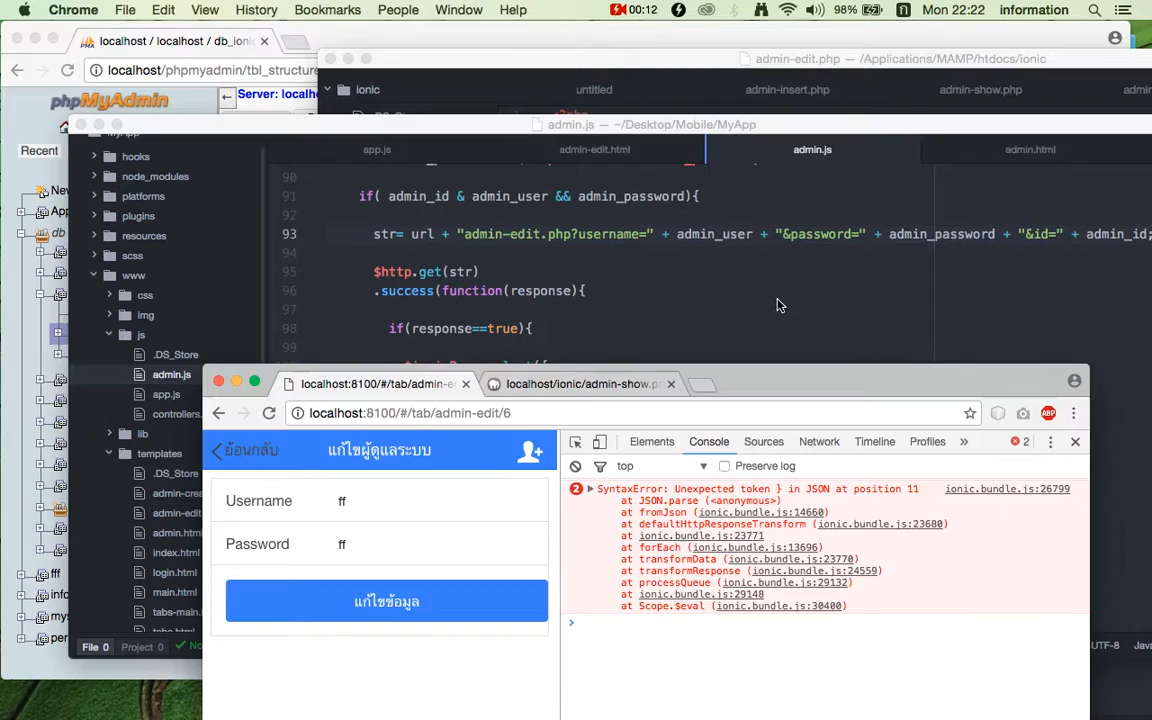 Chrome File Edit View History Bookmarks People Window Help 00:12 98% Mon 22:22 information
localhost / localhost / db_ionic
localhost/phpmyadmin/tbl_structure
admin-edit.php — /Applications/MAMP/htdocs/ionic
phpMyAdmin
Server: localhost
ionic
untitled
admin-insert.php
admin-show.php
Recent
admin.js — ~/Desktop/Mobile/MyApp
app.js
admin-edit.html
admin.js
admin.html
hooks
node_modules
platforms
plugins
resources
scss
www
css
img
js
.DS_Store
admin.js
app.js
controllers.
lib
templates
.DS_Store
admin-crea
admin-edit
admin.html
index.html
login.html
main.html
tabs-main.
tabs.html
File 0 Project 0 No
New
db
fff
90
91 if( admin_id & admin_user && admin_password){
92
93 str= url + "admin-edit.php?username=" + admin_user + "&password=" + admin_password + "&id=" + admin_id;
94
95 $http.get(str)
96 .success(function(response){
97
98 if(response==true){
99
UTF-8
localhost:8100/#/tab/admin-e
localhost/ionic/admin-show.p
localhost:8100/#/tab/admin-edit/6
ABP
ย้อนกลับ
แก้ไขผู้ดูแลระบบ
Username ff
Password ff
แก้ไขข้อมูล
Elements Console Sources Network Timeline Profiles » 2
top Preserve log
2 SyntaxError: Unexpected token } in JSON at position 11 ionic.bundle.js:26799
at JSON.parse (<anonymous>)
at fromJson (ionic.bundle.js:14660)
at defaultHttpResponseTransform (ionic.bundle.js:23680)
at ionic.bundle.js:23771
at forEach (ionic.bundle.js:13696)
at transformData (ionic.bundle.js:23770)
at transformResponse (ionic.bundle.js:24559)
at processQueue (ionic.bundle.js:29132)
at ionic.bundle.js:29148
at Scope.$eval (ionic.bundle.js:30400)